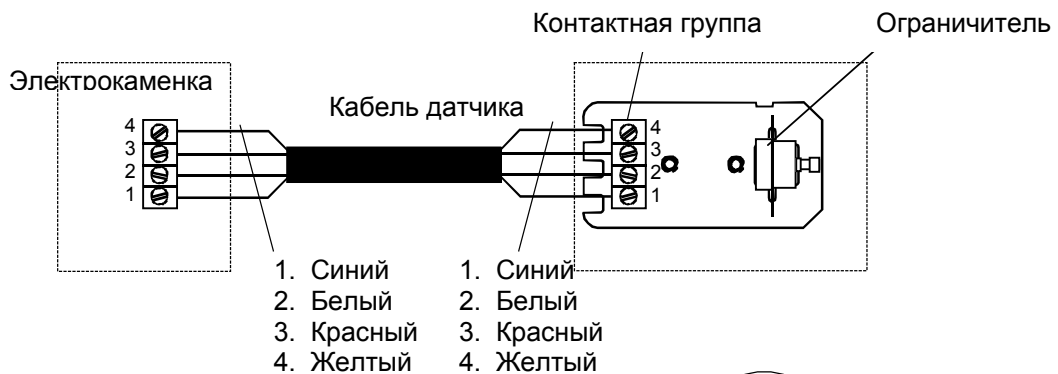 Контактная группа Ограничитель
Электрокаменка
Кабель датчика
4 4
3 3
2 2
1 1
1. Синий 1. Синий
2. Белый 2. Белый
3. Красный 3. Красный
4. Желтый 4. Желтый